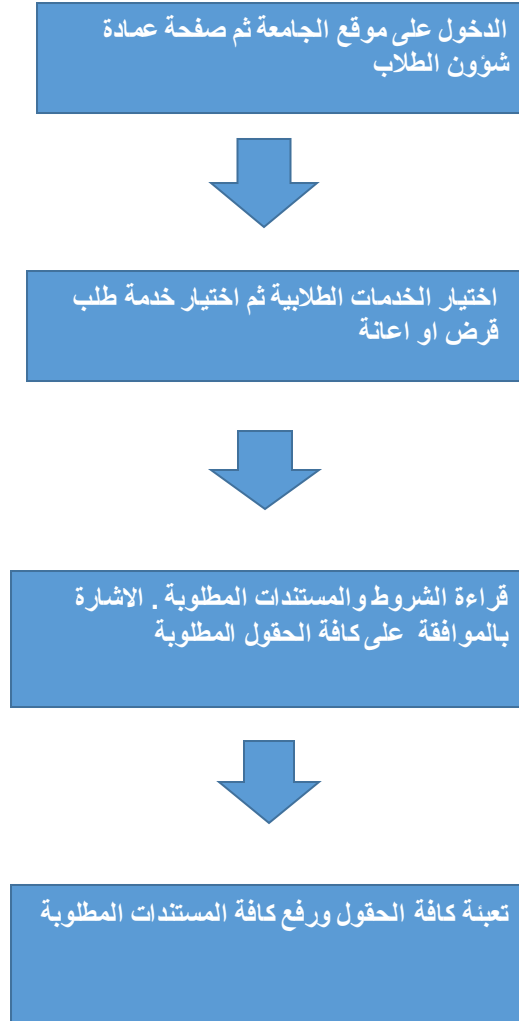 الدخول على موقع الجامعة ثم صفحة عمادة
شؤون الطلاب
اختيار الخدمات الطلابية ثم اختيار خدمة طلب
قرض او اعانة
قراءة الشروط والمستندات المطلوبة . الاشارة
بالموافقة على كافة الحقول المطلوبة
تعبئة كافة الحقول ورفع كافة المستندات المطلوبة